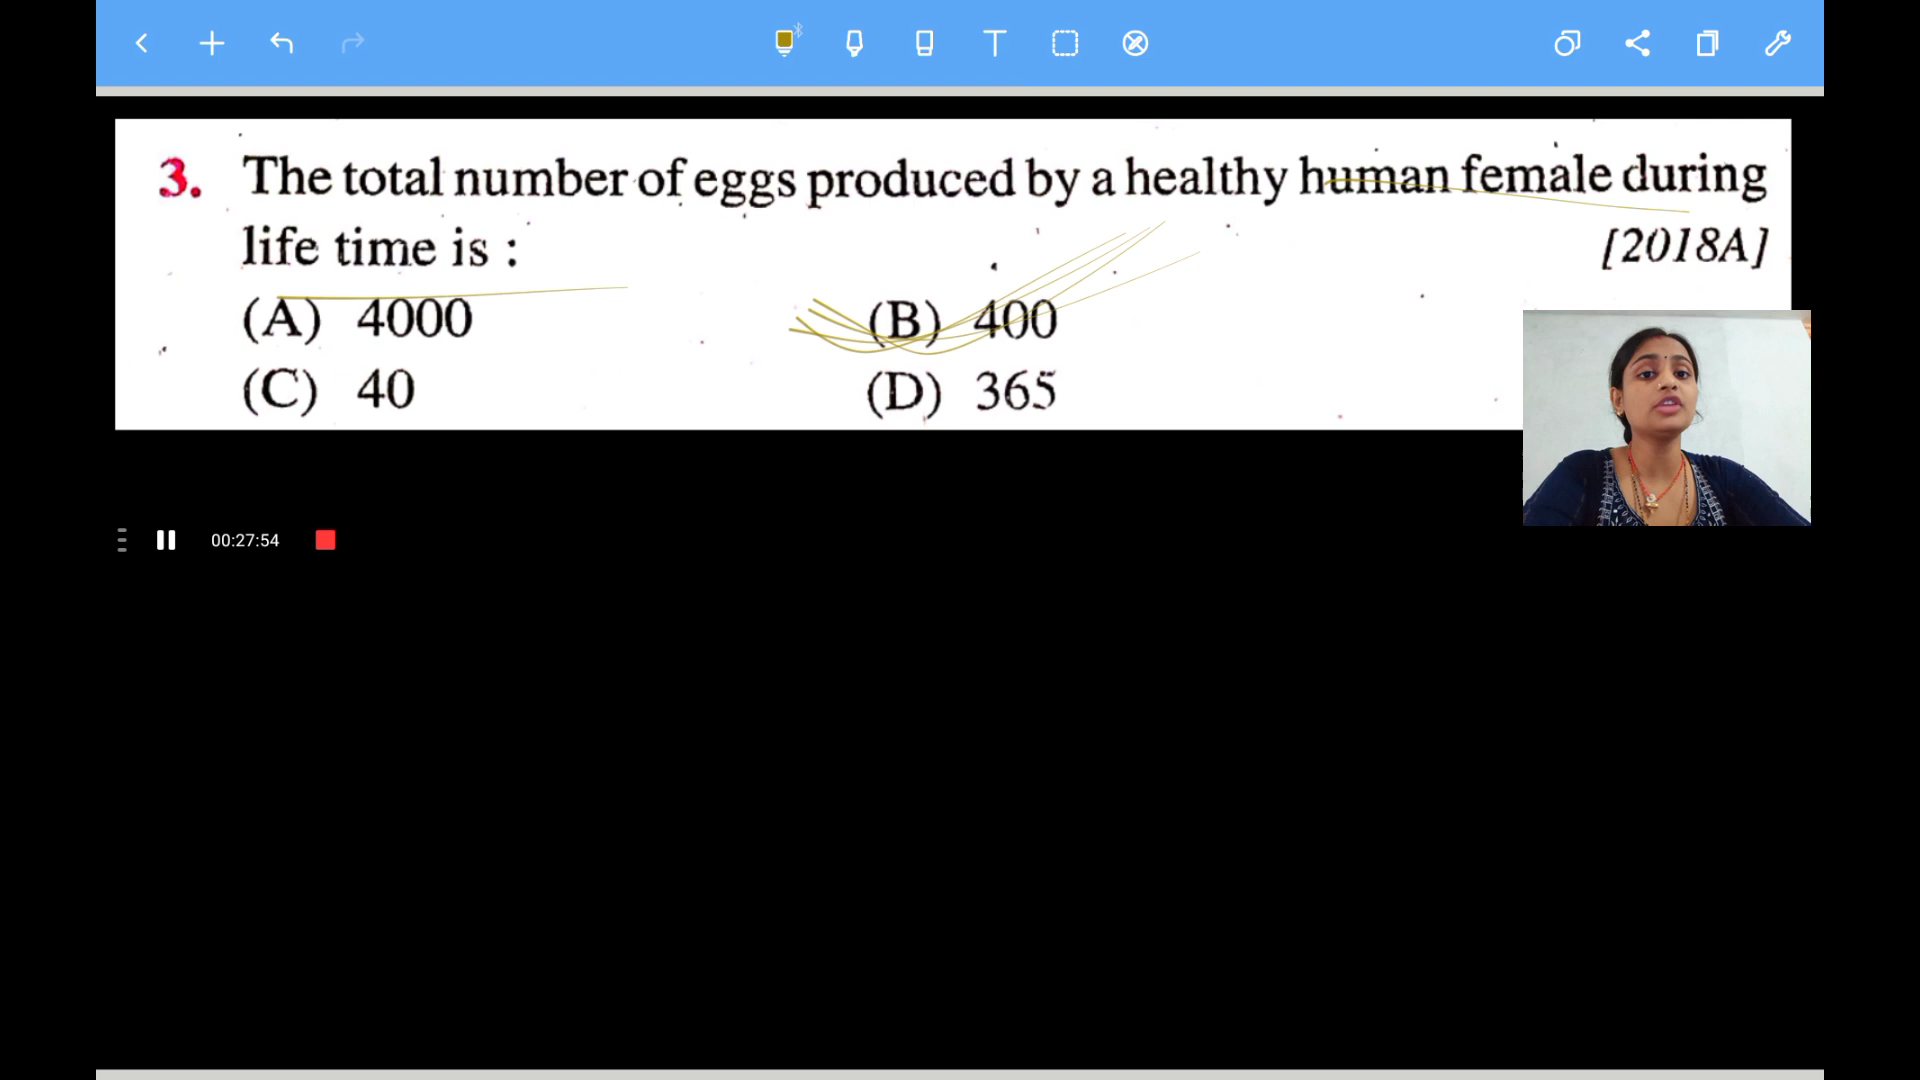 3. The total number of eggs produced by a healthy human female during
life time is : [2018A]
(A) 4000 (B) 400
(C) 40 (D) 365
00:27:54